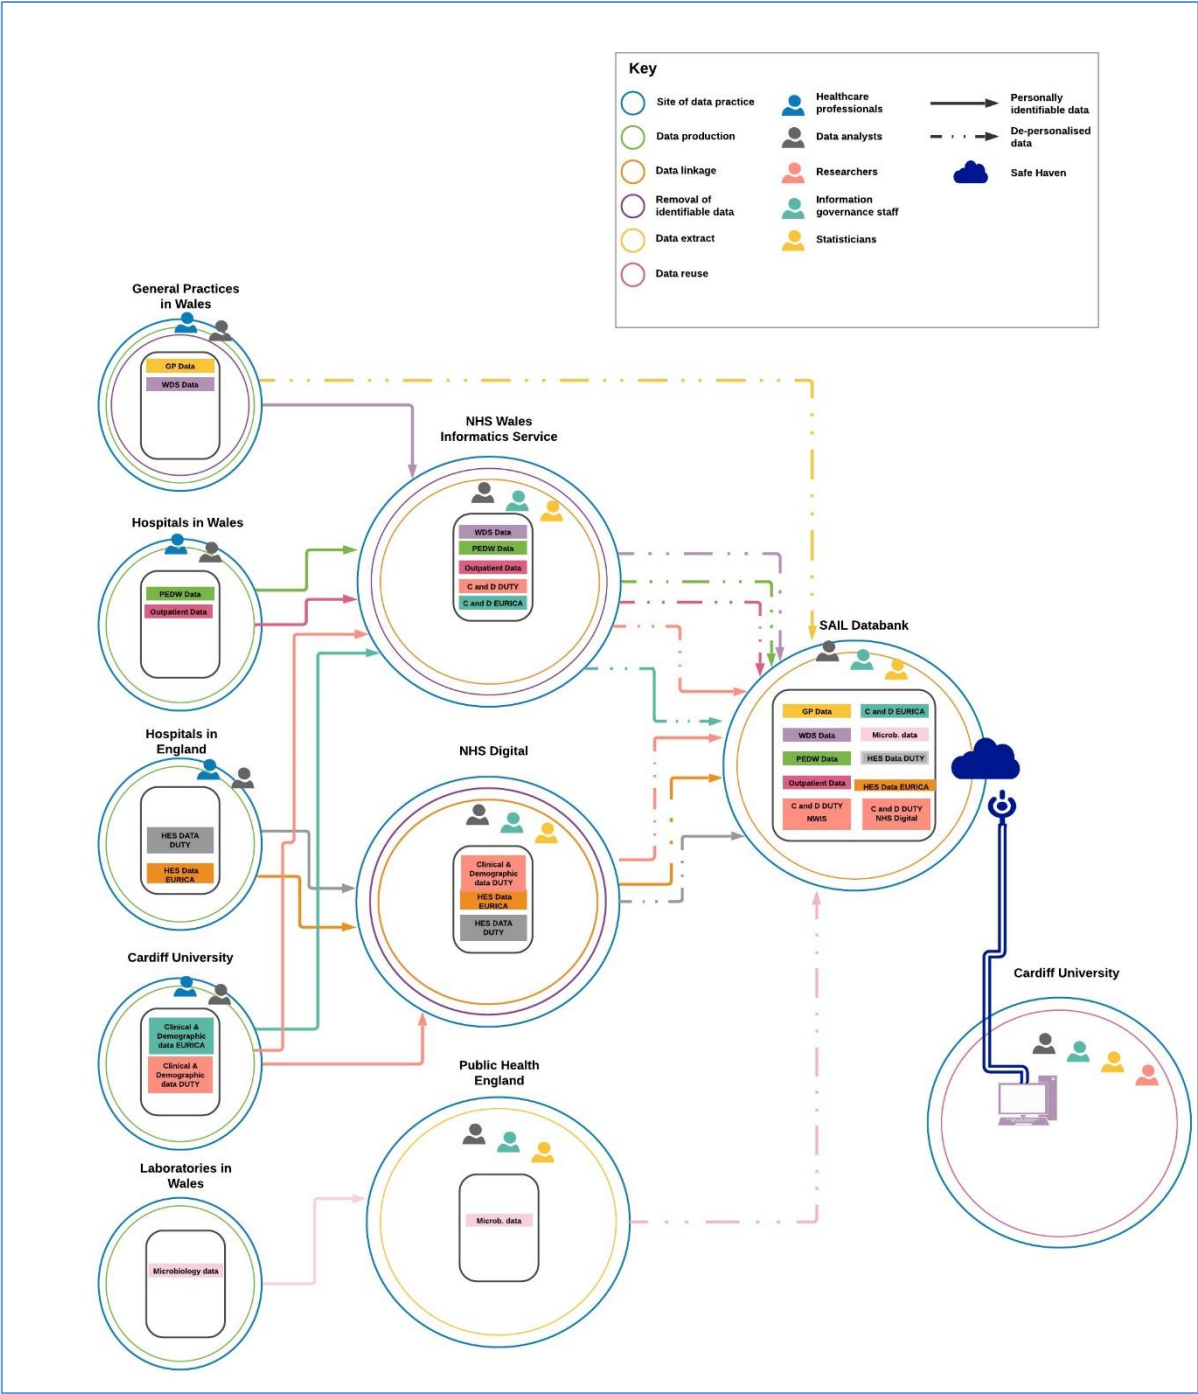 Key
Site of data practice
Data production
Data linkage
Removal of
identifiable data
Data extract
Data reuse
Healthcare
professionals
Data analysts
Researchers
Information
governance staff
Statisticians
Personally
identifiable data
De-personalised
data
Safe Haven
General Practices
in Wales
GP Data
WDS Data
NHS Wales
Informatics Service
WDS Data
PEDW Data
Outpatient Data
C and D DUTY
C and D EURICA
Hospitals in Wales
PEDW Data
Outpatient Data
SAIL Databank
GP Data
C and D EURICA
WDS Data
Microb. data
PEDW Data
HES Data DUTY
Outpatient Data
HES Data EURICA
C and D DUTY
NWIS
C and D DUTY
NHS Digital
Hospitals in
England
HES DATA
DUTY
HES Data
EURICA
NHS Digital
Clinical &
Demographic
data DUTY
HES Data
EURICA
HES DATA
DUTY
Cardiff University
Clinical &
Demographic
data EURICA
Clinical &
Demographic
data DUTY
Cardiff University
Public Health
England
Microb. data
Laboratories in
Wales
Microbiology data